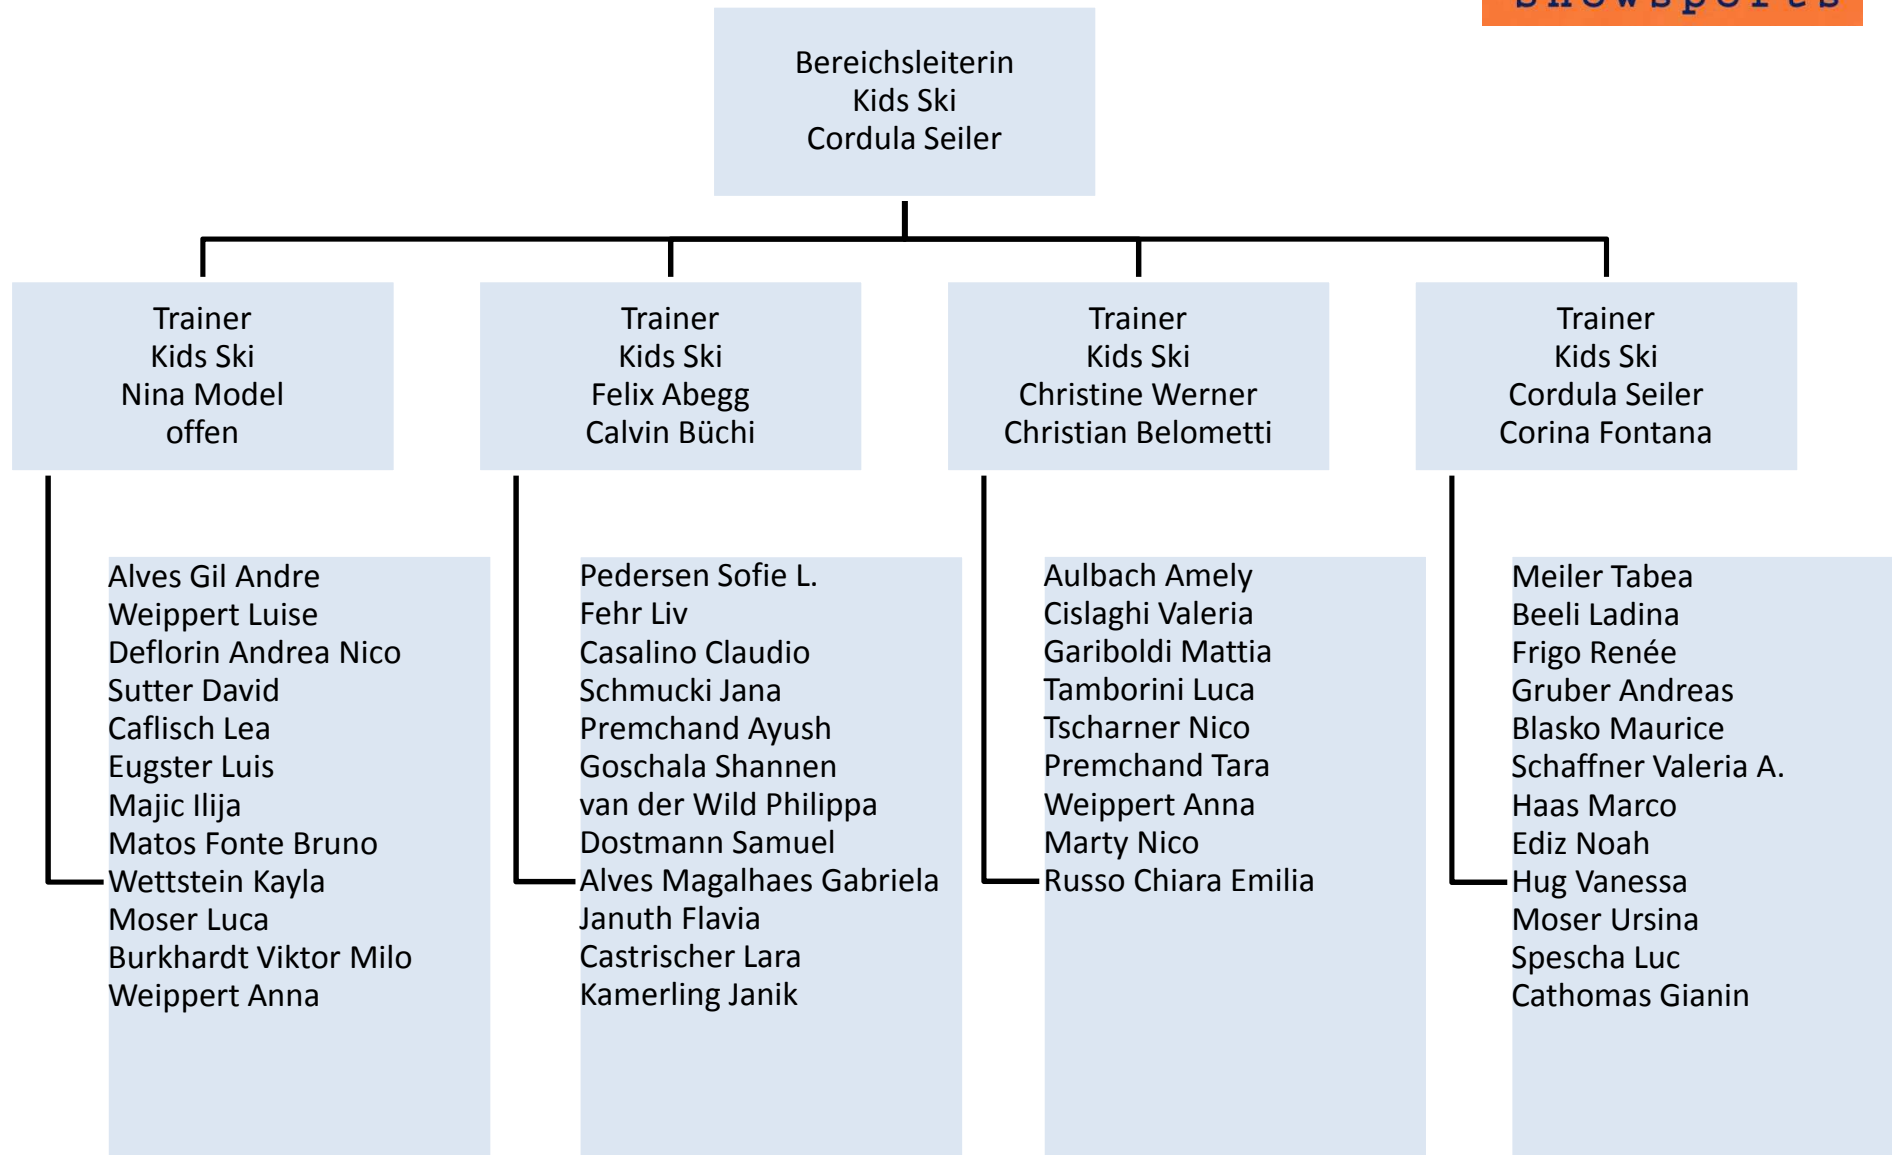 snowsports
Bereichsleiterin
Kids Ski
Cordula Seiler
Trainer
Kids Ski
Nina Model
offen
Trainer
Kids Ski
Felix Abegg
Calvin Büchi
Trainer
Kids Ski
Christine Werner
Christian Belometti
Trainer
Kids Ski
Cordula Seiler
Corina Fontana
Alves Gil Andre
Weippert Luise
Deflorin Andrea Nico
Sutter David
Caflisch Lea
Eugster Luis
Majic Ilija
Matos Fonte Bruno
Wettstein Kayla
Moser Luca
Burkhardt Viktor Milo
Weippert Anna
Pedersen Sofie L.
Fehr Liv
Casalino Claudio
Schmucki Jana
Premchand Ayush
Goschala Shannen
van der Wild Philippa
Dostmann Samuel
Alves Magalhaes Gabriela
Januth Flavia
Castrischer Lara
Kamerling Janik
Aulbach Amely
Cislaghi Valeria
Gariboldi Mattia
Tamborini Luca
Tscharner Nico
Premchand Tara
Weippert Anna
Marty Nico
Russo Chiara Emilia
Meiler Tabea
Beeli Ladina
Frigo Renée
Gruber Andreas
Blasko Maurice
Schaffner Valeria A.
Haas Marco
Ediz Noah
Hug Vanessa
Moser Ursina
Spescha Luc
Cathomas Gianin